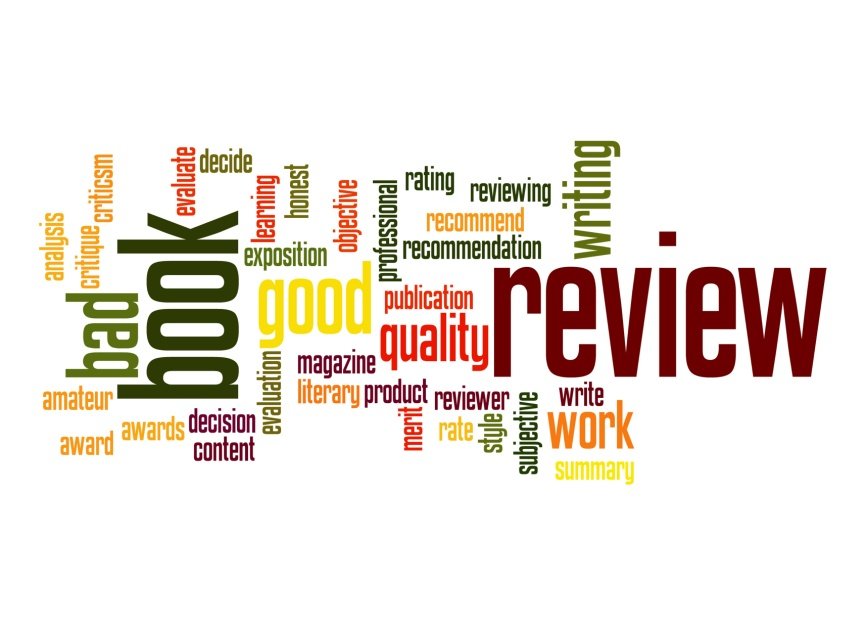 analysis
criticsm
critique
bad
book
evaluate
decide
learning
honest
exposition
objective
professional
rating
reviewing
recommend
recommendation
writing
good
publication
quality
review
evaluation
magazine
literary
product
reviewer
merit
rate
style
subjective
write
work
summary
amateur
award
awards
decision
content